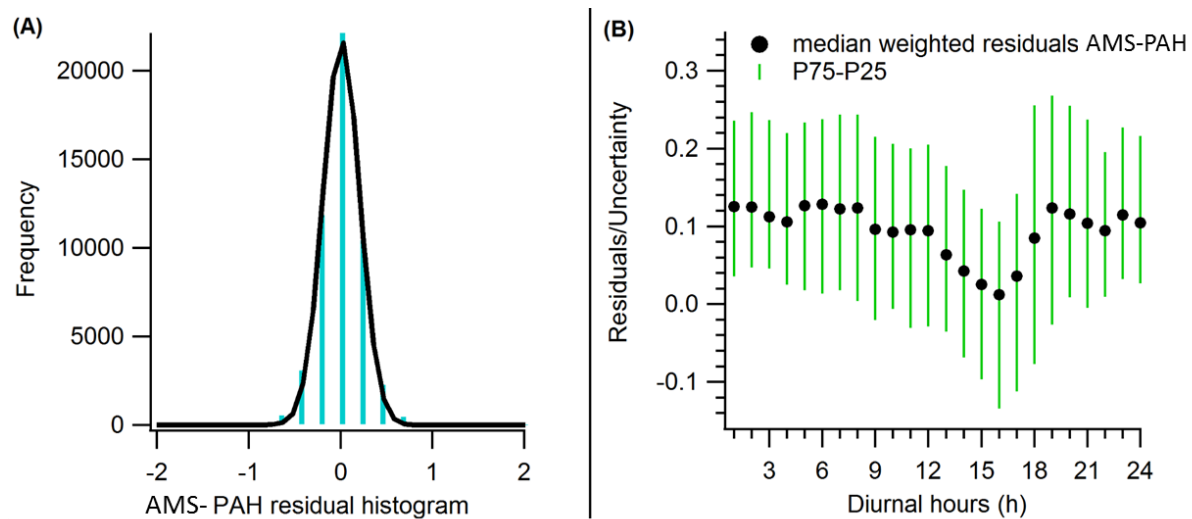 (A)
20000
15000
10000
5000
0
Frequency
-2 -1 0 1 2
AMS- PAH residual histogram
(B)
median weighted residuals AMS-PAH
P75-P25
0.3
0.2
0.1
0.0
-0.1
Residuals/Uncertainty
3 6 9 12 15 18 21 24
Diurnal hours (h)